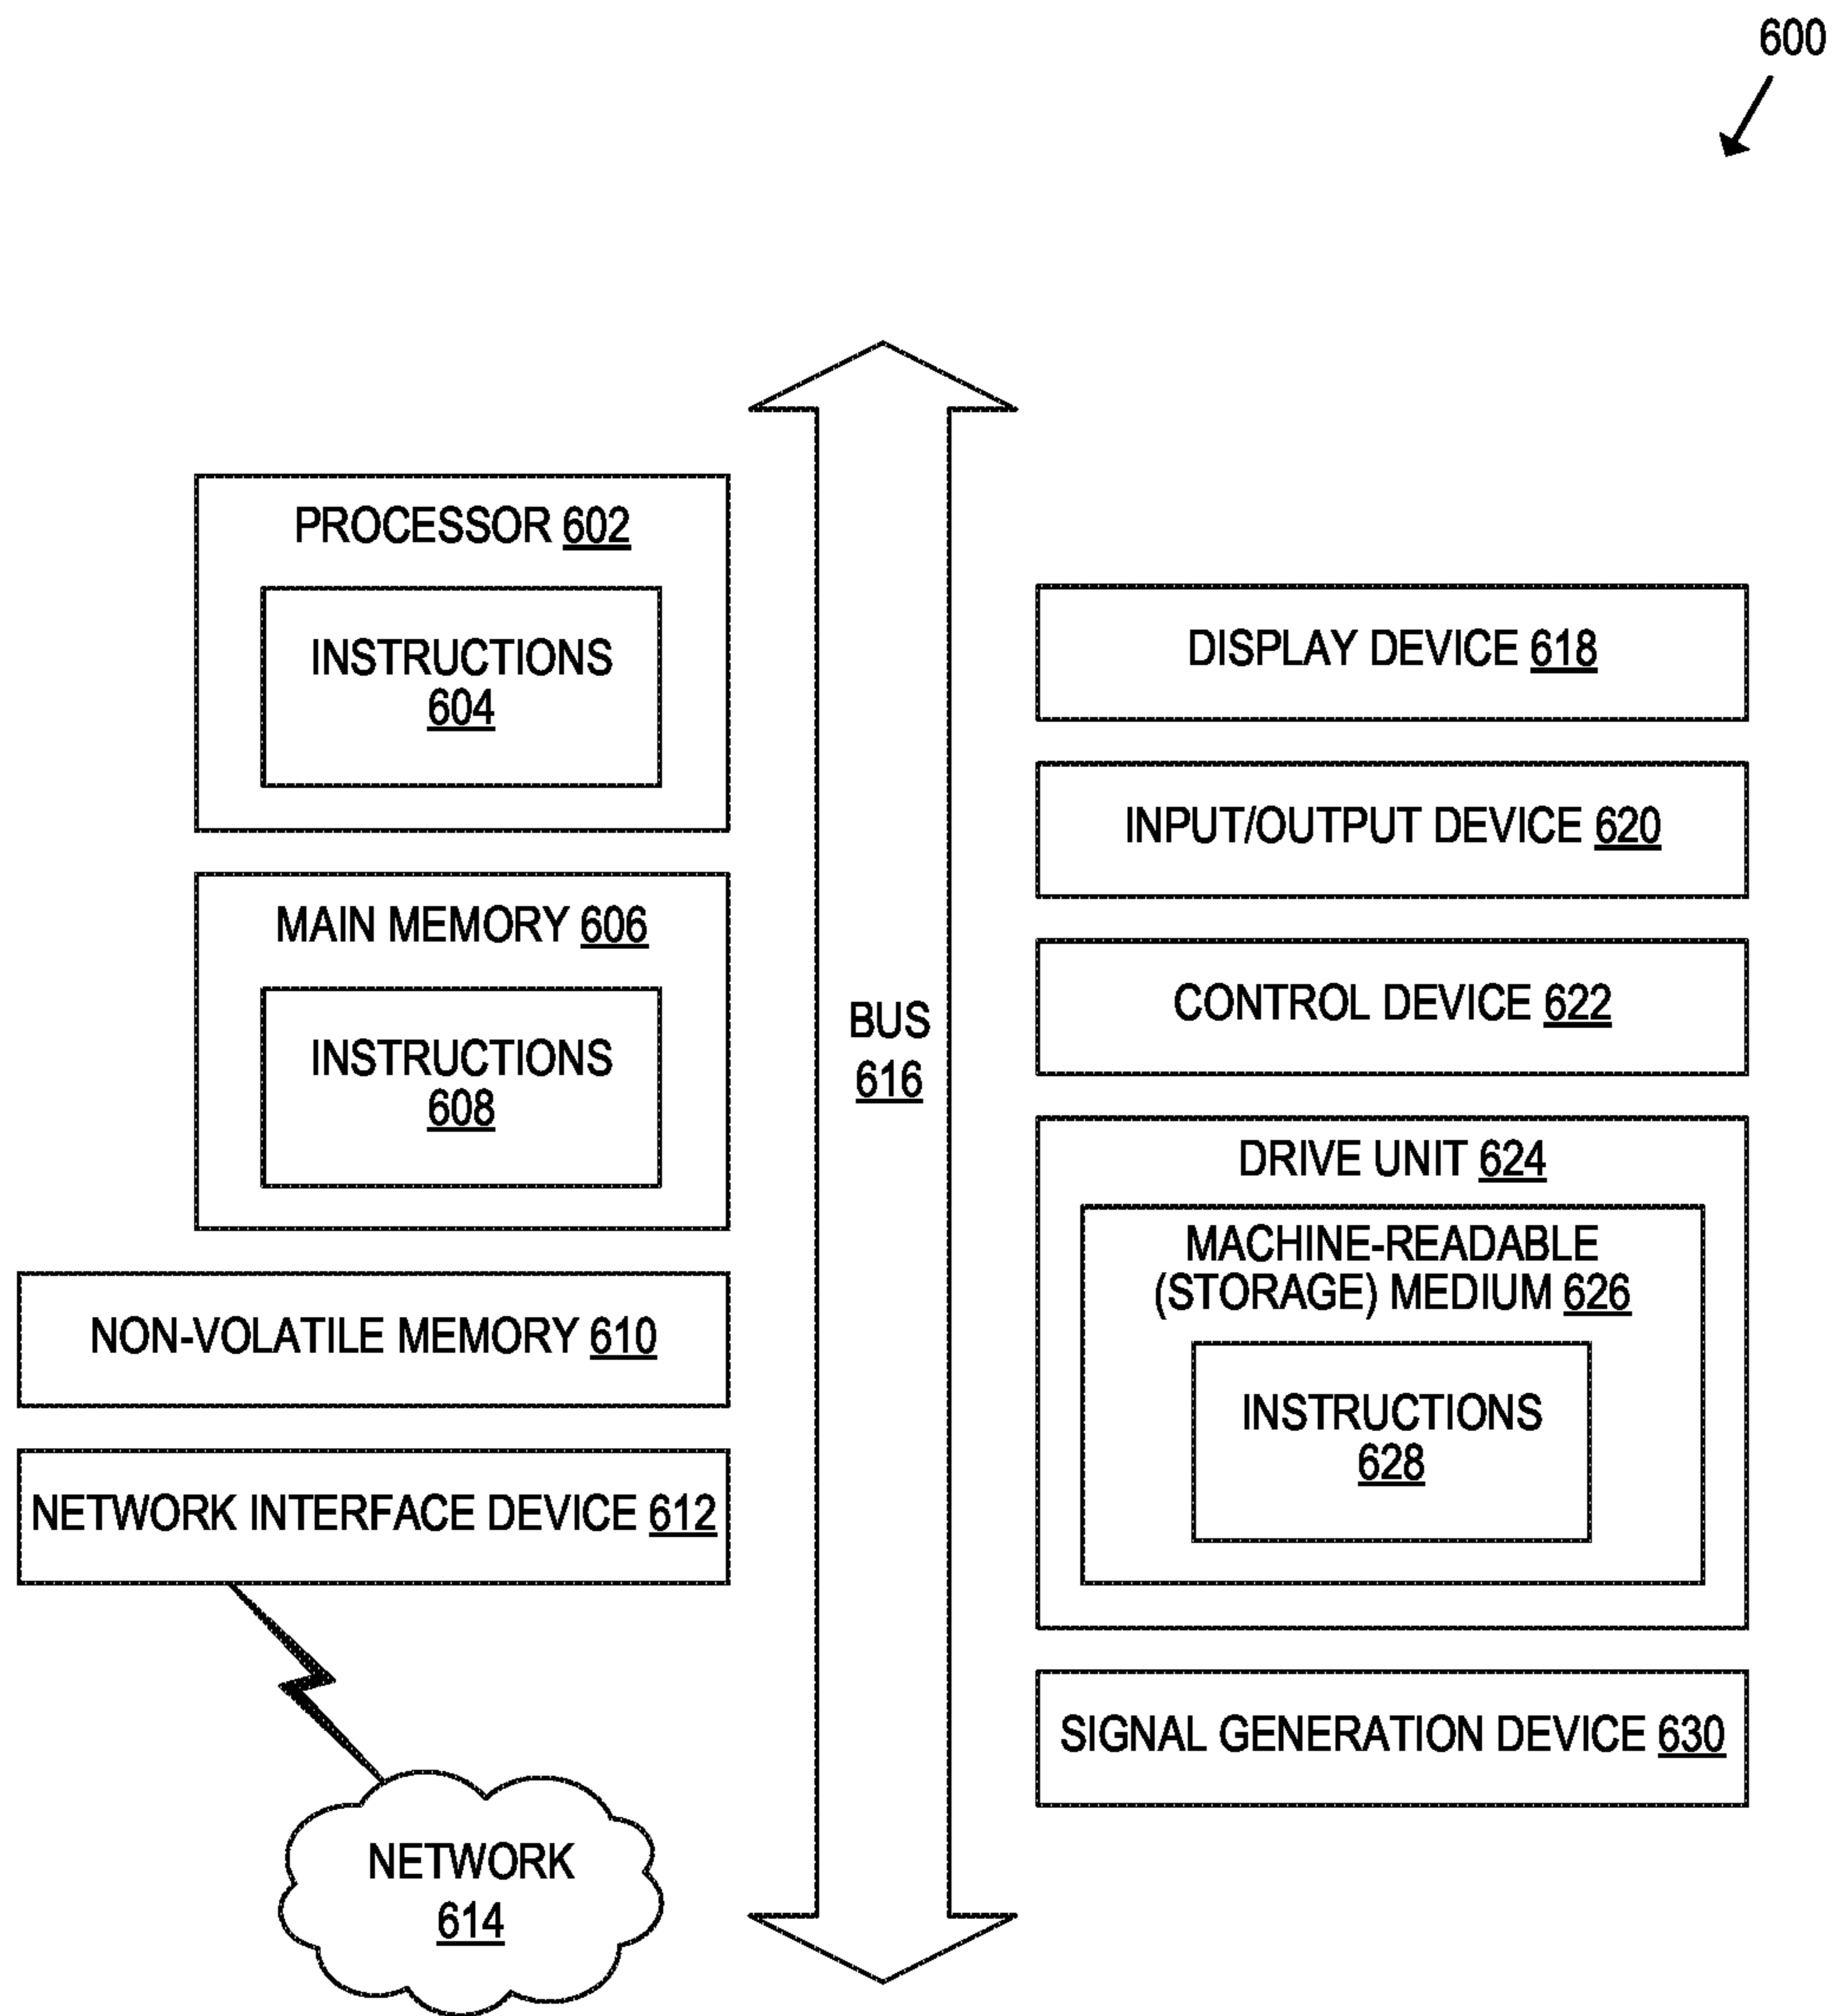 600
PROCESSOR 602
INSTRUCTIONS
604
MAIN MEMORY 606
INSTRUCTIONS
608
NON-VOLATILE MEMORY 610
NETWORK INTERFACE DEVICE 612
NETWORK
614
BUS
616
DISPLAY DEVICE 618
INPUT/OUTPUT DEVICE 620
CONTROL DEVICE 622
DRIVE UNIT 624
MACHINE-READABLE
(STORAGE) MEDIUM 626
INSTRUCTIONS
628
SIGNAL GENERATION DEVICE 630